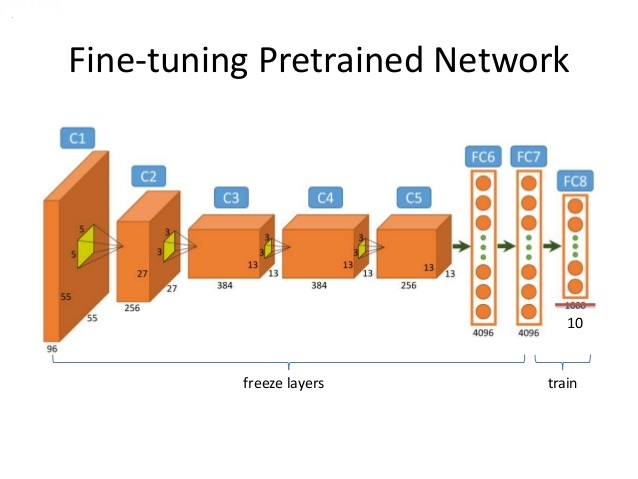 Fine-tuning Pretrained Network
C1
C2
C3
C4
C5
FC6
FC7
FC8
5
5
55
55
96
3
3
27
27
256
3
3
13
13
384
3
3
13
13
384
13
13
256
4096
4096
1000
10
freeze layers
train